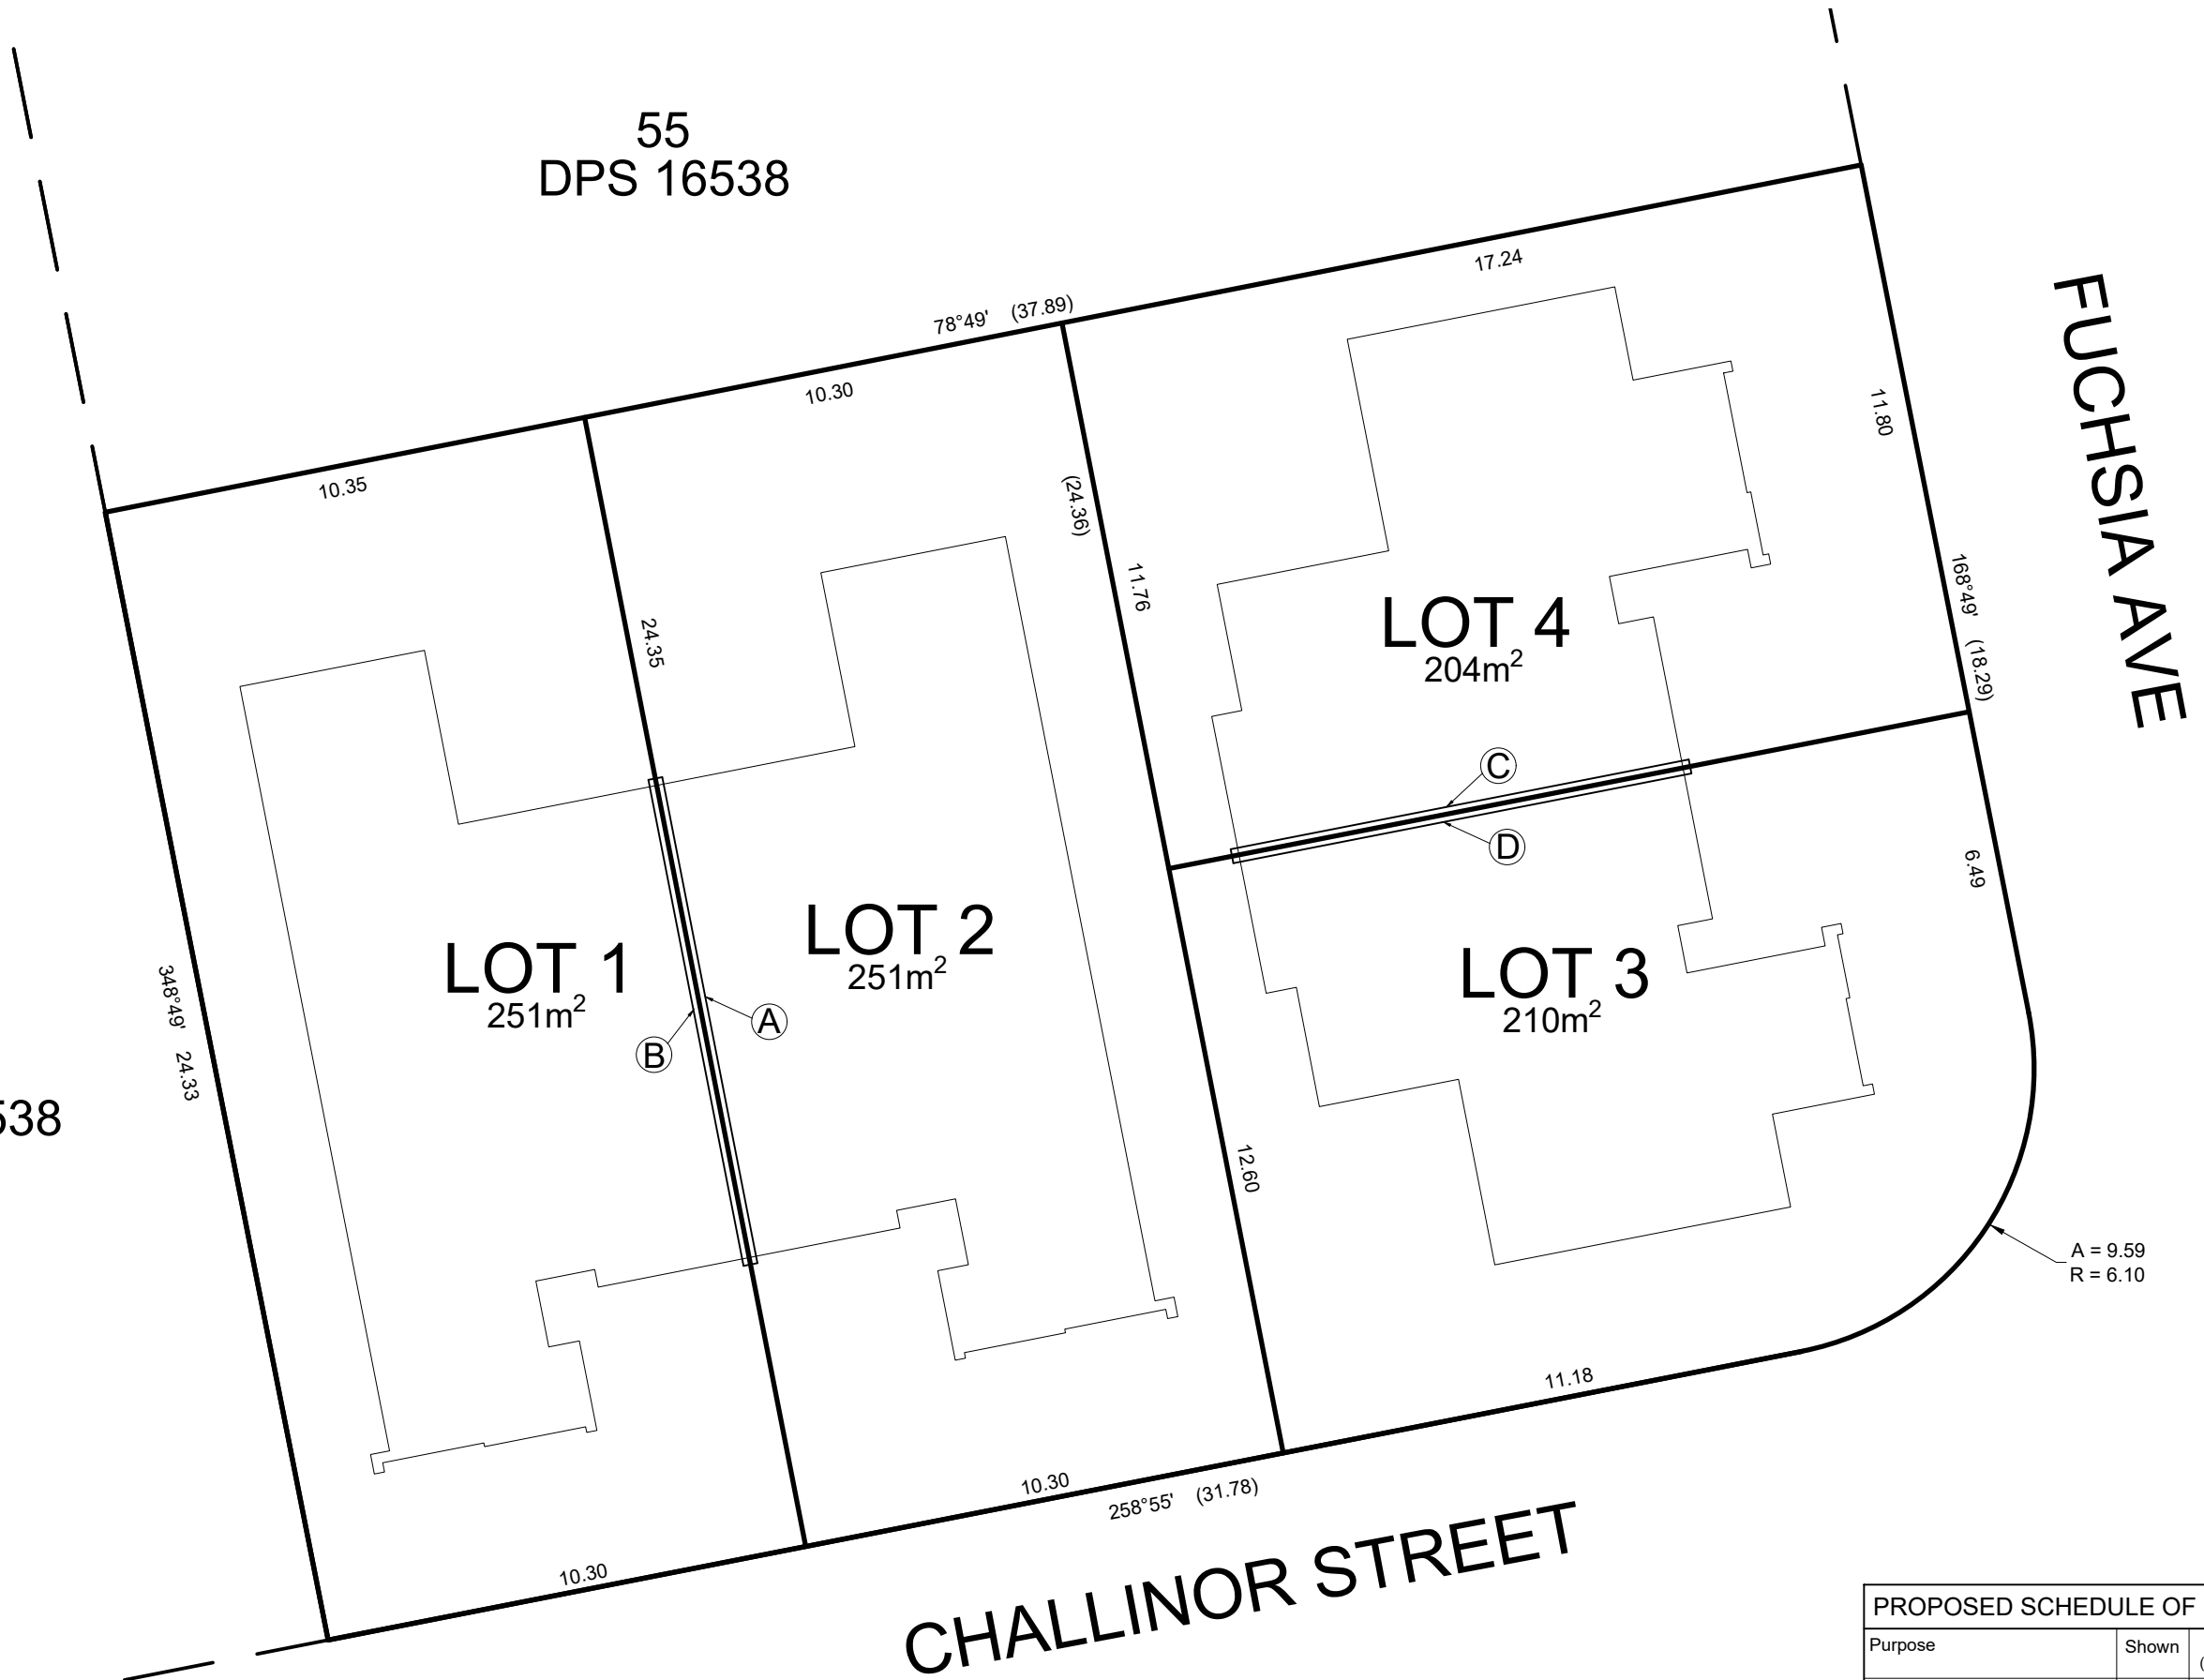 55
DPS 16538
17.24
78°49' (37.89)
10.30
10.35
FUCHSIA AVE
11.80
(24.36)
11.76
24.35
168°49' (18.29)
LOT 4
204m²
C
D
6.49
LOT 1
251m²
LOT 2
251m²
A
B
LOT 3
210m²
348°49' 24.33
538
12.60
A = 9.59
R = 6.10
11.18
10.30
258°55' (31.78)
10.30
CHALLINOR STREET
PROPOSED SCHEDULE OF
Purpose Shown